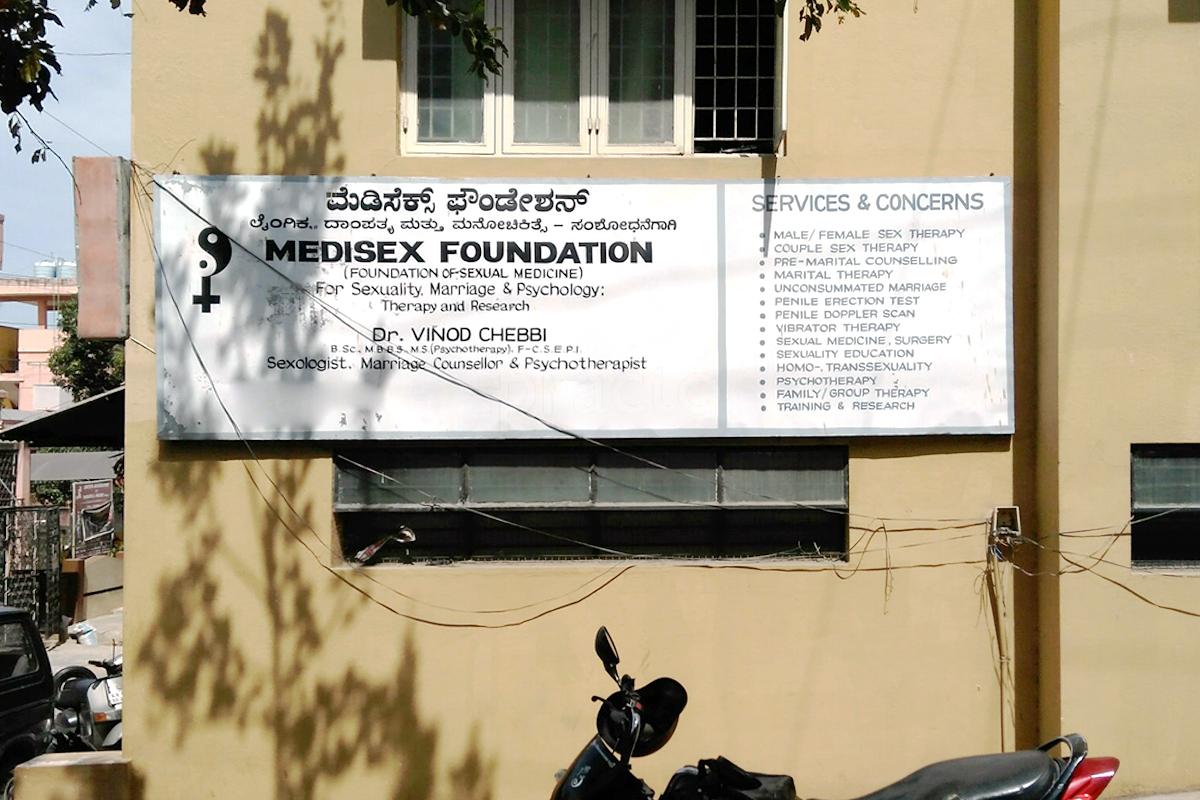 ಮೆಡಿಸೆಕ್ಸ್ ಫೌಂಡೇಶನ್
ಲೈಂಗಿಕ, ದಾಂಪತ್ಯ ಮತ್ತು ಮನೋಚಿಕಿತ್ಸೆ - ಸಂಶೋಧನೆಗಾಗಿ
MEDISEX FOUNDATION
(FOUNDATION OF SEXUAL MEDICINE)
For Sexuality, Marriage & Psychology:
Therapy and Research
Dr. VINOD CHEBBI
B.Sc., M.B.B.S., M.S.(Psychotherapy), F-C.S.E.P.I.
Sexologist, Marriage Counsellor & Psychotherapist
practo
SERVICES & CONCERNS
• MALE/FEMALE SEX THERAPY
• COUPLE SEX THERAPY
• PRE-MARITAL COUNSELLING
• MARITAL THERAPY
• UNCONSUMMATED MARRIAGE
• PENILE ERECTION TEST
• PENILE DOPPLER SCAN
• VIBRATOR THERAPY
• SEXUAL MEDICINE, SURGERY
• SEXUALITY EDUCATION
• HOMO-, TRANSSEXUALITY
• PSYCHOTHERAPY
• FAMILY/GROUP THERAPY
• TRAINING & RESEARCH